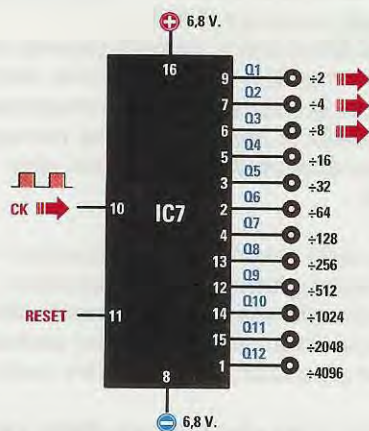 + 6,8 V.
16
9 Q1 ÷2
7 Q2 ÷4
6 Q3 ÷8
5 Q4 ÷16
3 Q5 ÷32
CK 10 IC7 2 Q6 ÷64
4 Q7 ÷128
13 Q8 ÷256
12 Q9 ÷512
RESET 11 14 Q10 ÷1024
15 Q11 ÷2048
1 Q12 ÷4096
8
− 6,8 V.